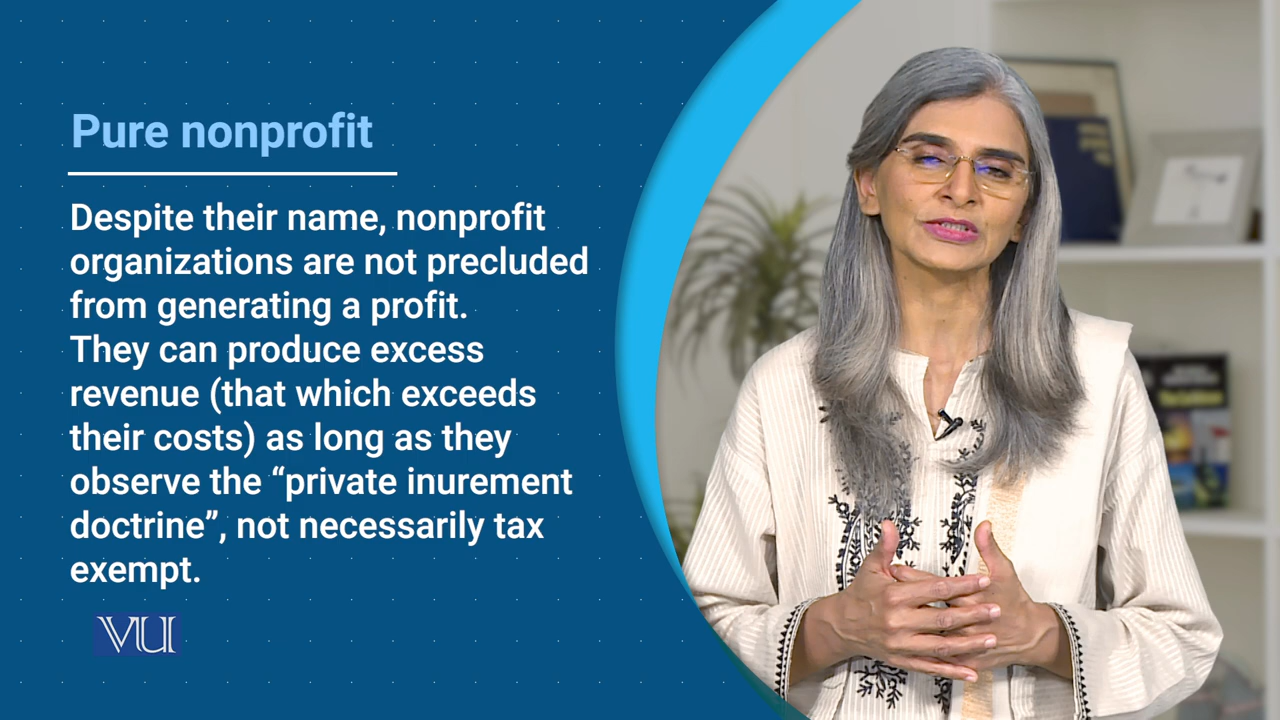 Pure nonprofit
Despite their name, nonprofit
organizations are not precluded
from generating a profit.
They can produce excess
revenue (that which exceeds
their costs) as long as they
observe the “private inurement
doctrine”, not necessarily tax
exempt.
VU